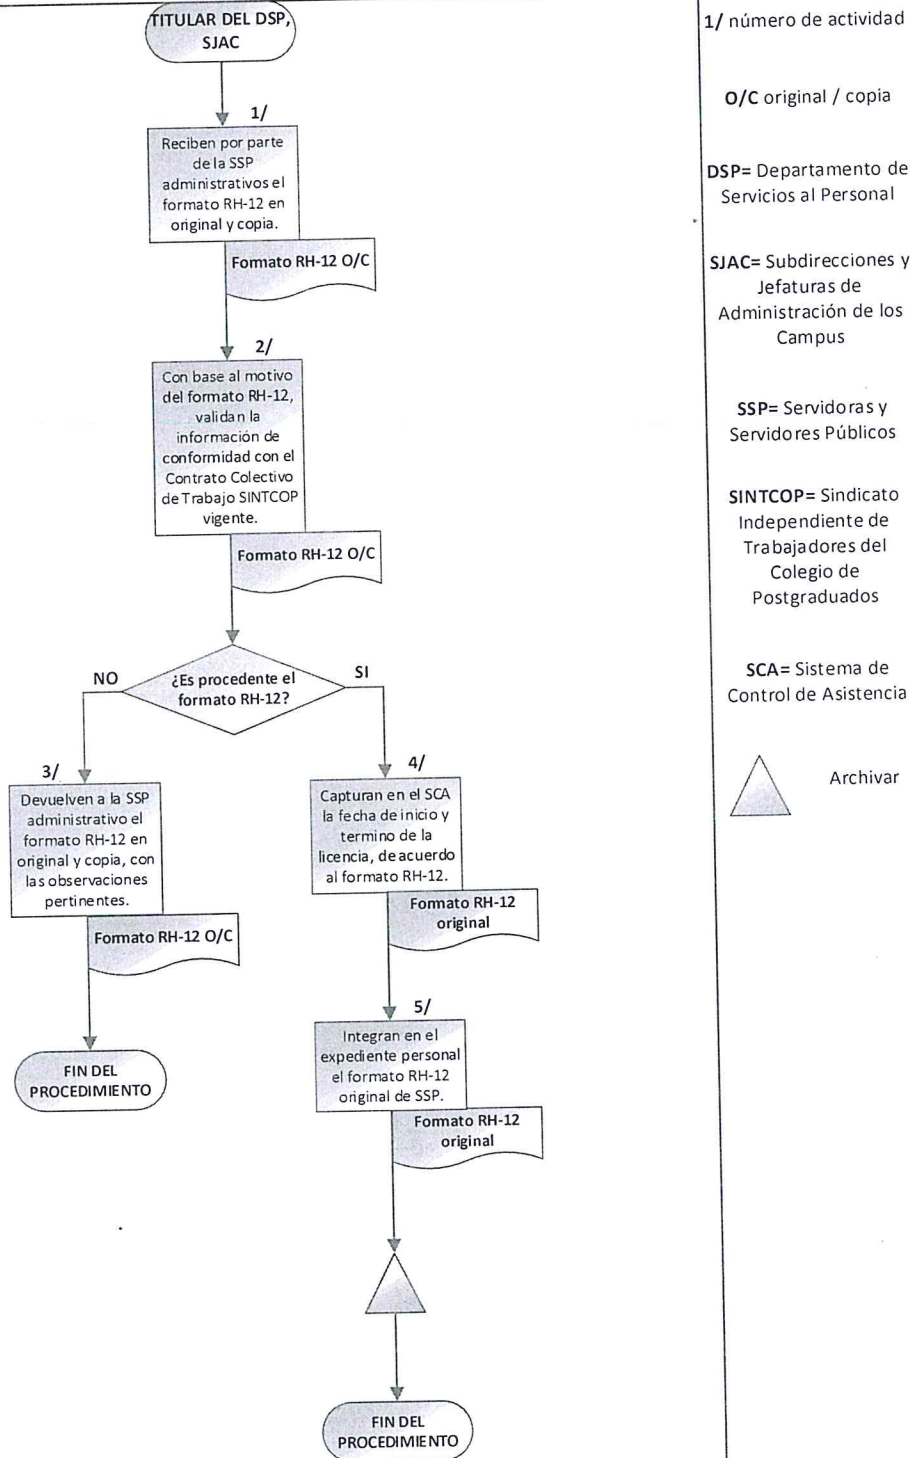 TITULAR DEL DSP,
SJAC
1/
Reciben por parte
de la SSP
administrativos el
formato RH-12 en
original y copia.
Formato RH-12 O/C
2/
Con base al motivo
del formato RH-12,
validan la
información de
conformidad con el
Contrato Colectivo
de Trabajo SINTCOP
vigente.
Formato RH-12 O/C
¿Es procedente el
formato RH-12?
NO
SI
3/
Devuelven a la SSP
administrativo el
formato RH-12 en
original y copia, con
las observaciones
pertinentes.
Formato RH-12 O/C
FIN DEL
PROCEDIMIENTO
4/
Capturan en el SCA
la fecha de inicio y
termino de la
licencia, de acuerdo
al formato RH-12.
Formato RH-12
original
5/
Integran en el
expediente personal
el formato RH-12
original de SSP.
Formato RH-12
original
FIN DEL
PROCEDIMIENTO
1/ número de actividad
O/C original / copia
DSP= Departamento de
Servicios al Personal
SJAC= Subdirecciones y
Jefaturas de
Administración de los
Campus
SSP= Servidoras y
Servidores Públicos
SINTCOP= Sindicato
Independiente de
Trabajadores del
Colegio de
Postgraduados
SCA= Sistema de
Control de Asistencia
Archivar